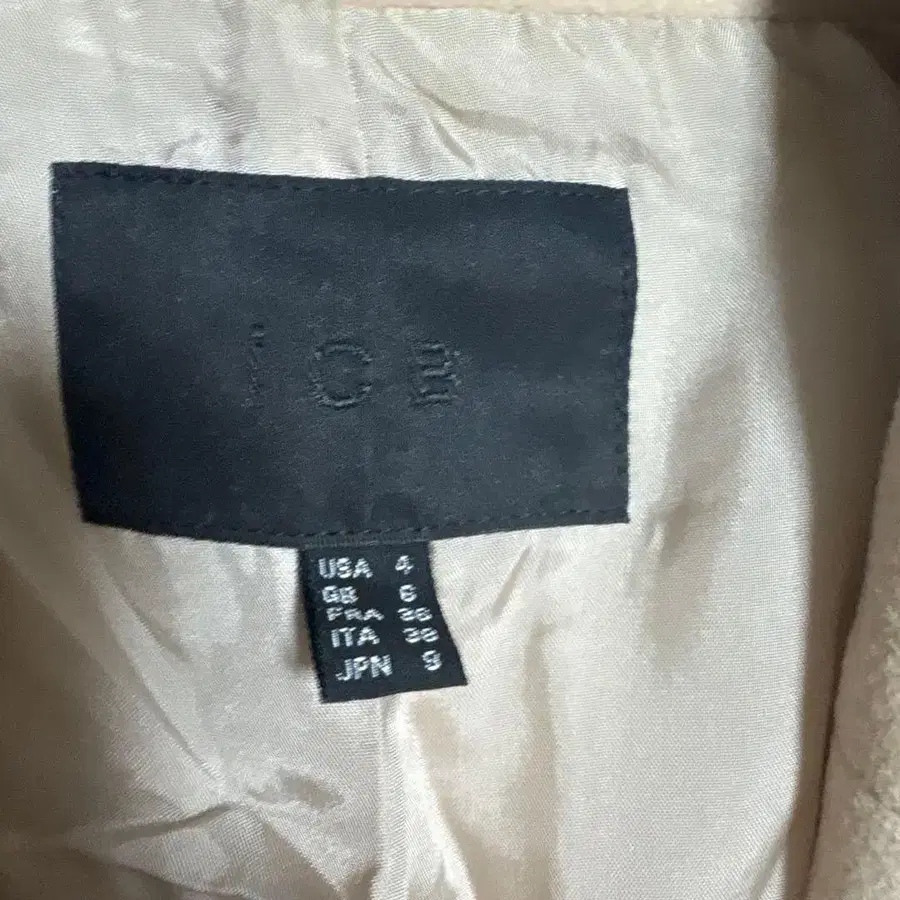 iCB
USA 4
GB 6
FRA 36
ITA 38
JPN 9